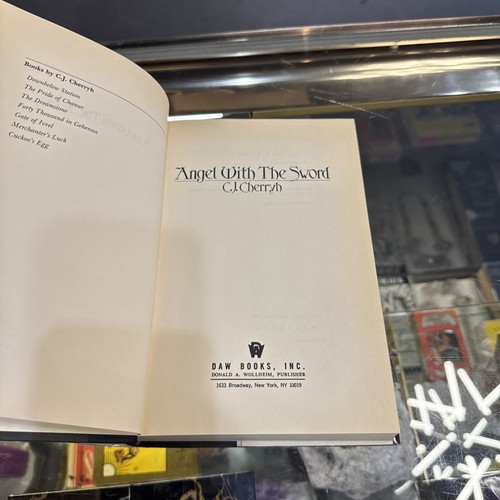 Books by C.J. Cherryh
Downbelow Station
The Pride of Chanur
The Dreamstone
Forty Thousand in Gehenna
Gate of Ivrel
Merchanter's Luck
Cuckoo's Egg
Angel With The Sword
C.J. Cherryh
DAW BOOKS, INC.
DONALD A. WOLLHEIM, PUBLISHER
1633 Broadway, New York, NY 10019